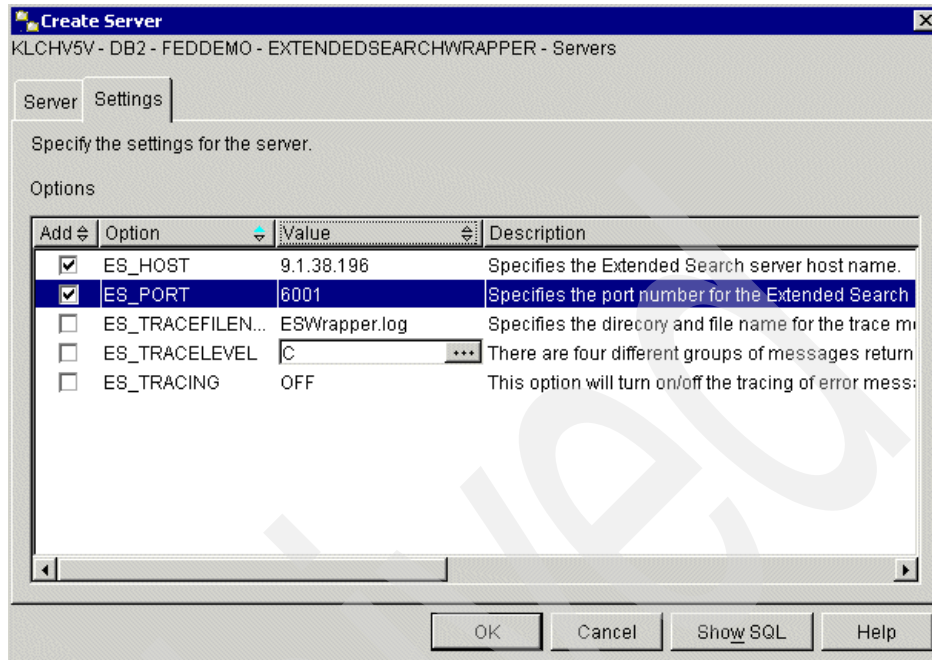 Create Server
KLCHV5V - DB2 - FEDDEMO - EXTENDEDSEARCHWRAPPER - Servers
Server Settings
Specify the settings for the server.
Options
Add Option Value Description
ES_HOST 9.1.38.196 Specifies the Extended Search server host name.
ES_PORT 6001 Specifies the port number for the Extended Search
ES_TRACEFILEN... ESWrapper.log Specifies the direcory and file name for the trace
ES_TRACELEVEL C ... There are four different groups of messages return
ES_TRACING OFF This option will turn on/off the tracing of error
OK Cancel Show SQL Help